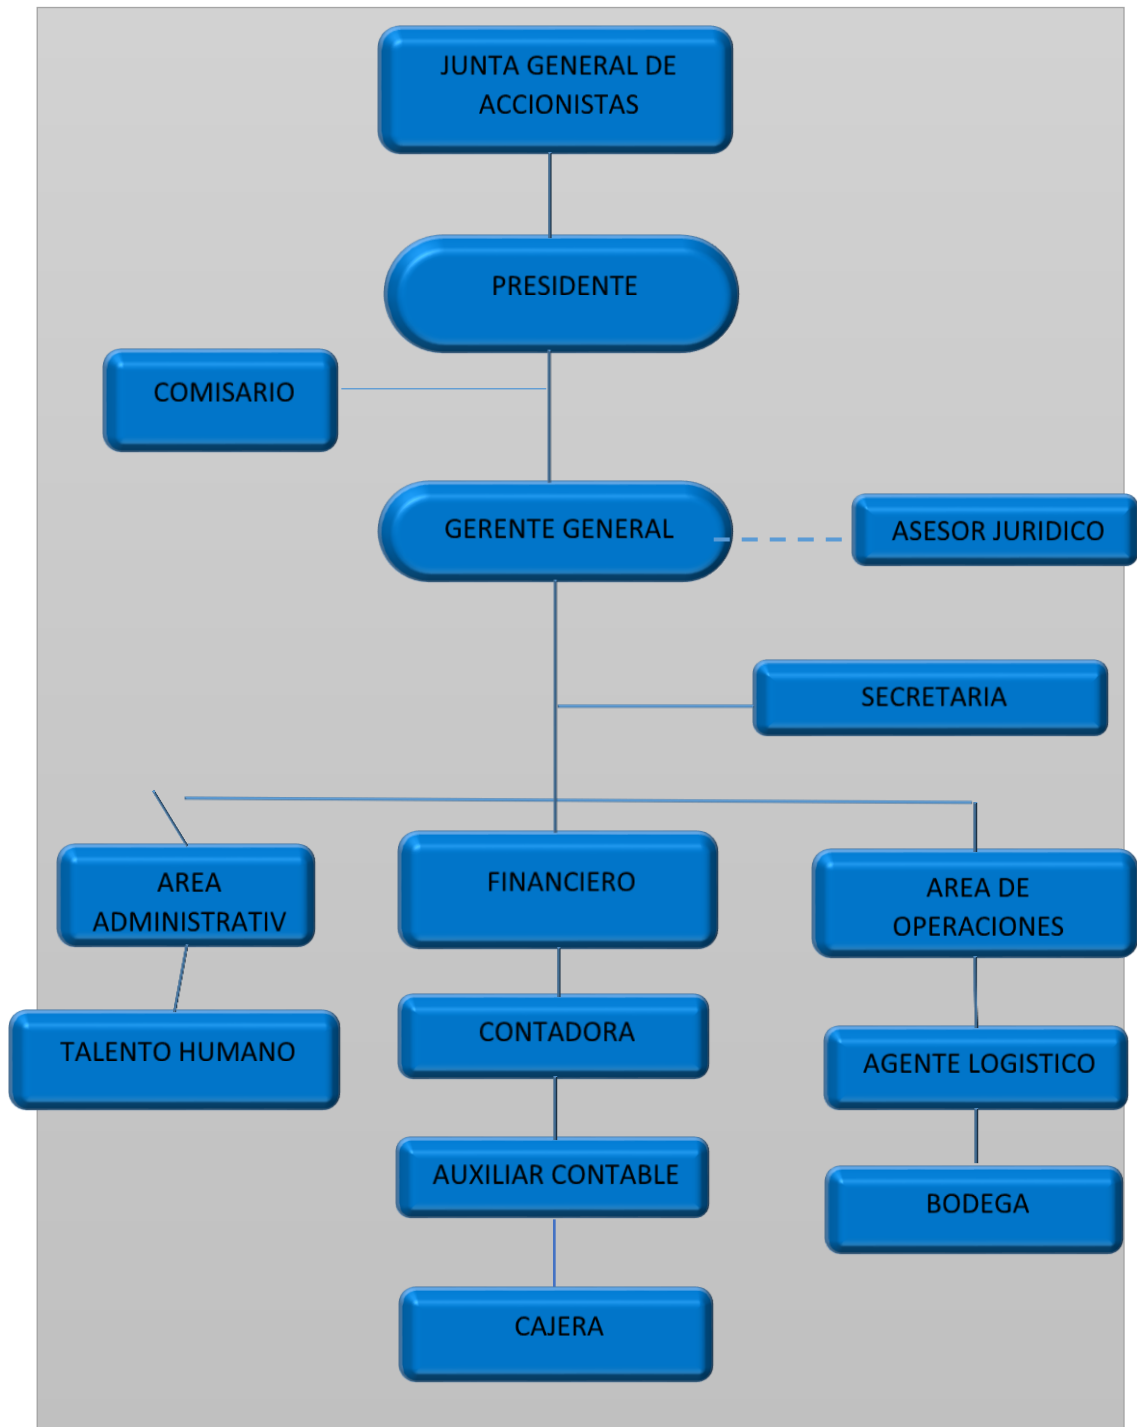 JUNTA GENERAL DE
ACCIONISTAS
PRESIDENTE
COMISARIO
GERENTE GENERAL
ASESOR JURIDICO
SECRETARIA
AREA
ADMINISTRATIV
FINANCIERO
AREA DE
OPERACIONES
TALENTO HUMANO
CONTADORA
AGENTE LOGISTICO
AUXILIAR CONTABLE
BODEGA
CAJERA